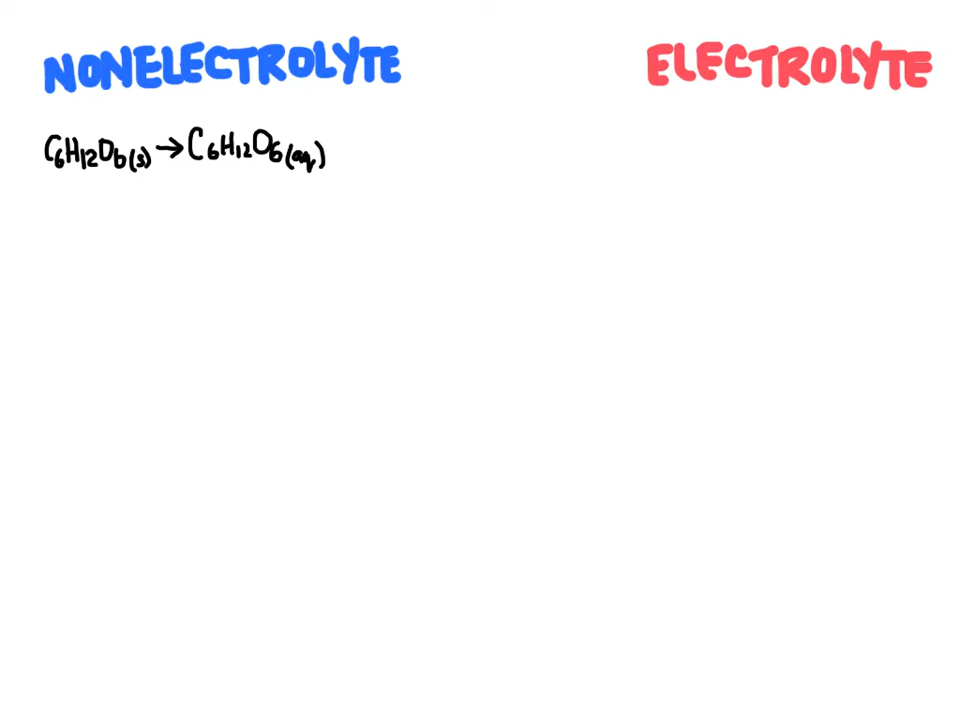 NONELECTROLYTE ELECTROLYTE
C₆H₁₂O₆(s) → C₆H₁₂O₆(aq)